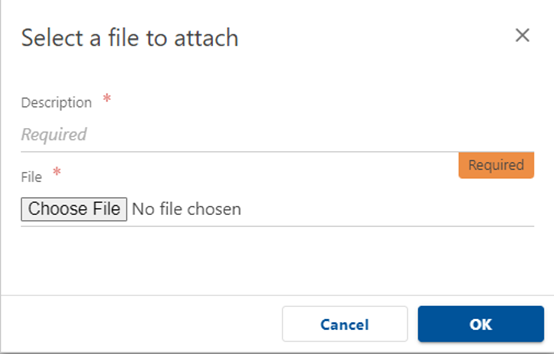 Select a file to attach
Description *
Required
Required
File *
Choose File No file chosen
Cancel OK